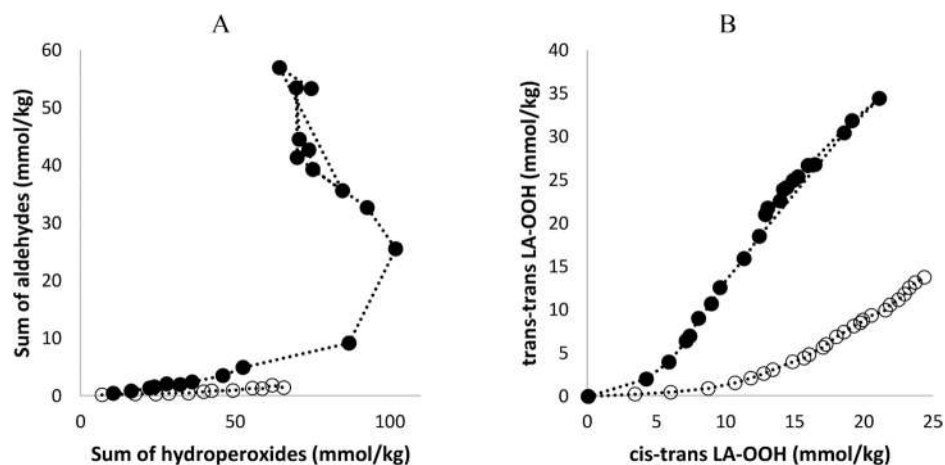 A
60
50
40
30
20
10
0
Sum of aldehydes (mmol/kg)
0 50 100
Sum of hydroperoxides (mmol/kg)
B
40
35
30
25
20
15
10
5
0
trans-trans LA-OOH (mmol/kg)
0 5 10 15 20 25
cis-trans LA-OOH (mmol/kg)